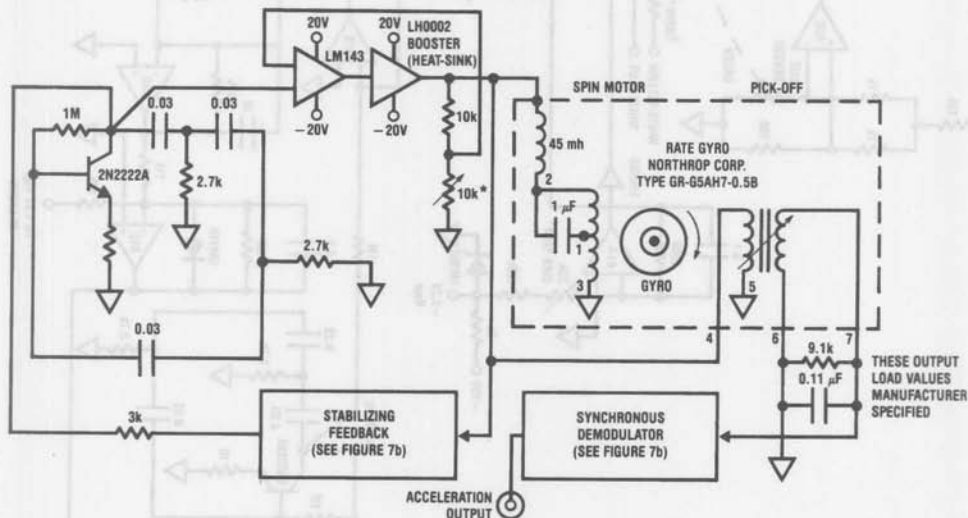 20V
20V
LH0002
BOOSTER
(HEAT-SINK)
LM143
-20V
-20V
SPIN MOTOR
PICK-OFF
1M
0.03
0.03
10k
45 mh
RATE GYRO
NORTHROP CORP.
TYPE GR-G5AH7-0.5B
2N2222A
2.7k
10k*
2
1 µF
1
3
GYRO
5
2.7k
0.03
4
6
7
9.1k
0.11 µF
THESE OUTPUT
LOAD VALUES
MANUFACTURER
SPECIFIED
3k
STABILIZING
FEEDBACK
(SEE FIGURE 7b)
SYNCHRONOUS
DEMODULATOR
(SEE FIGURE 7b)
ACCELERATION
OUTPUT